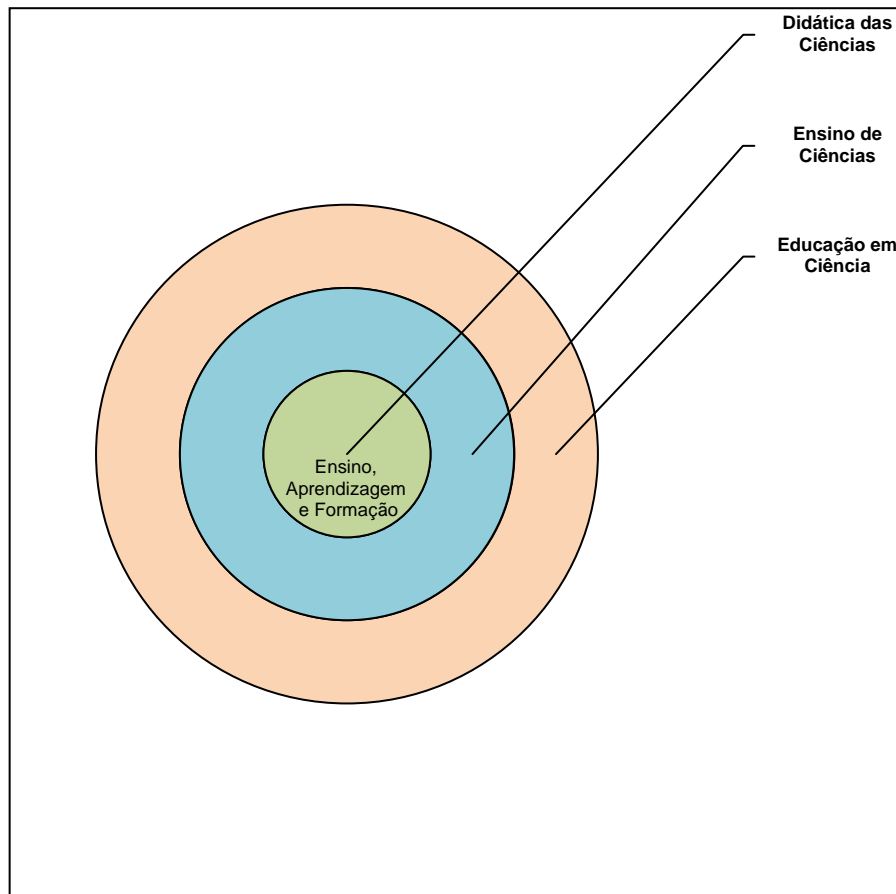 Didática das
Ciências
Ensino de
Ciências
Educação em
Ciência
Ensino,
Aprendizagem
e Formação